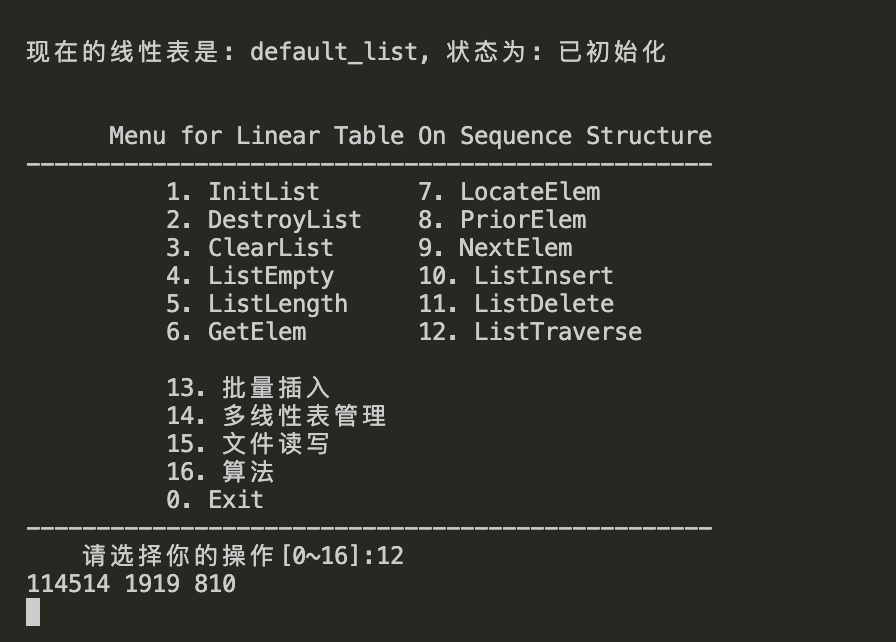 现在的线性表是: default_list, 状态为: 已初始化
Menu for Linear Table On Sequence Structure
-------------------------------------------------
1. InitList 7. LocateElem
2. DestroyList 8. PriorElem
3. ClearList 9. NextElem
4. ListEmpty 10. ListInsert
5. ListLength 11. ListDelete
6. GetElem 12. ListTraverse
13. 批量插入
14. 多线性表管理
15. 文件读写
16. 算法
0. Exit
-------------------------------------------------
请选择你的操作[0~16]:12
114514 1919 810